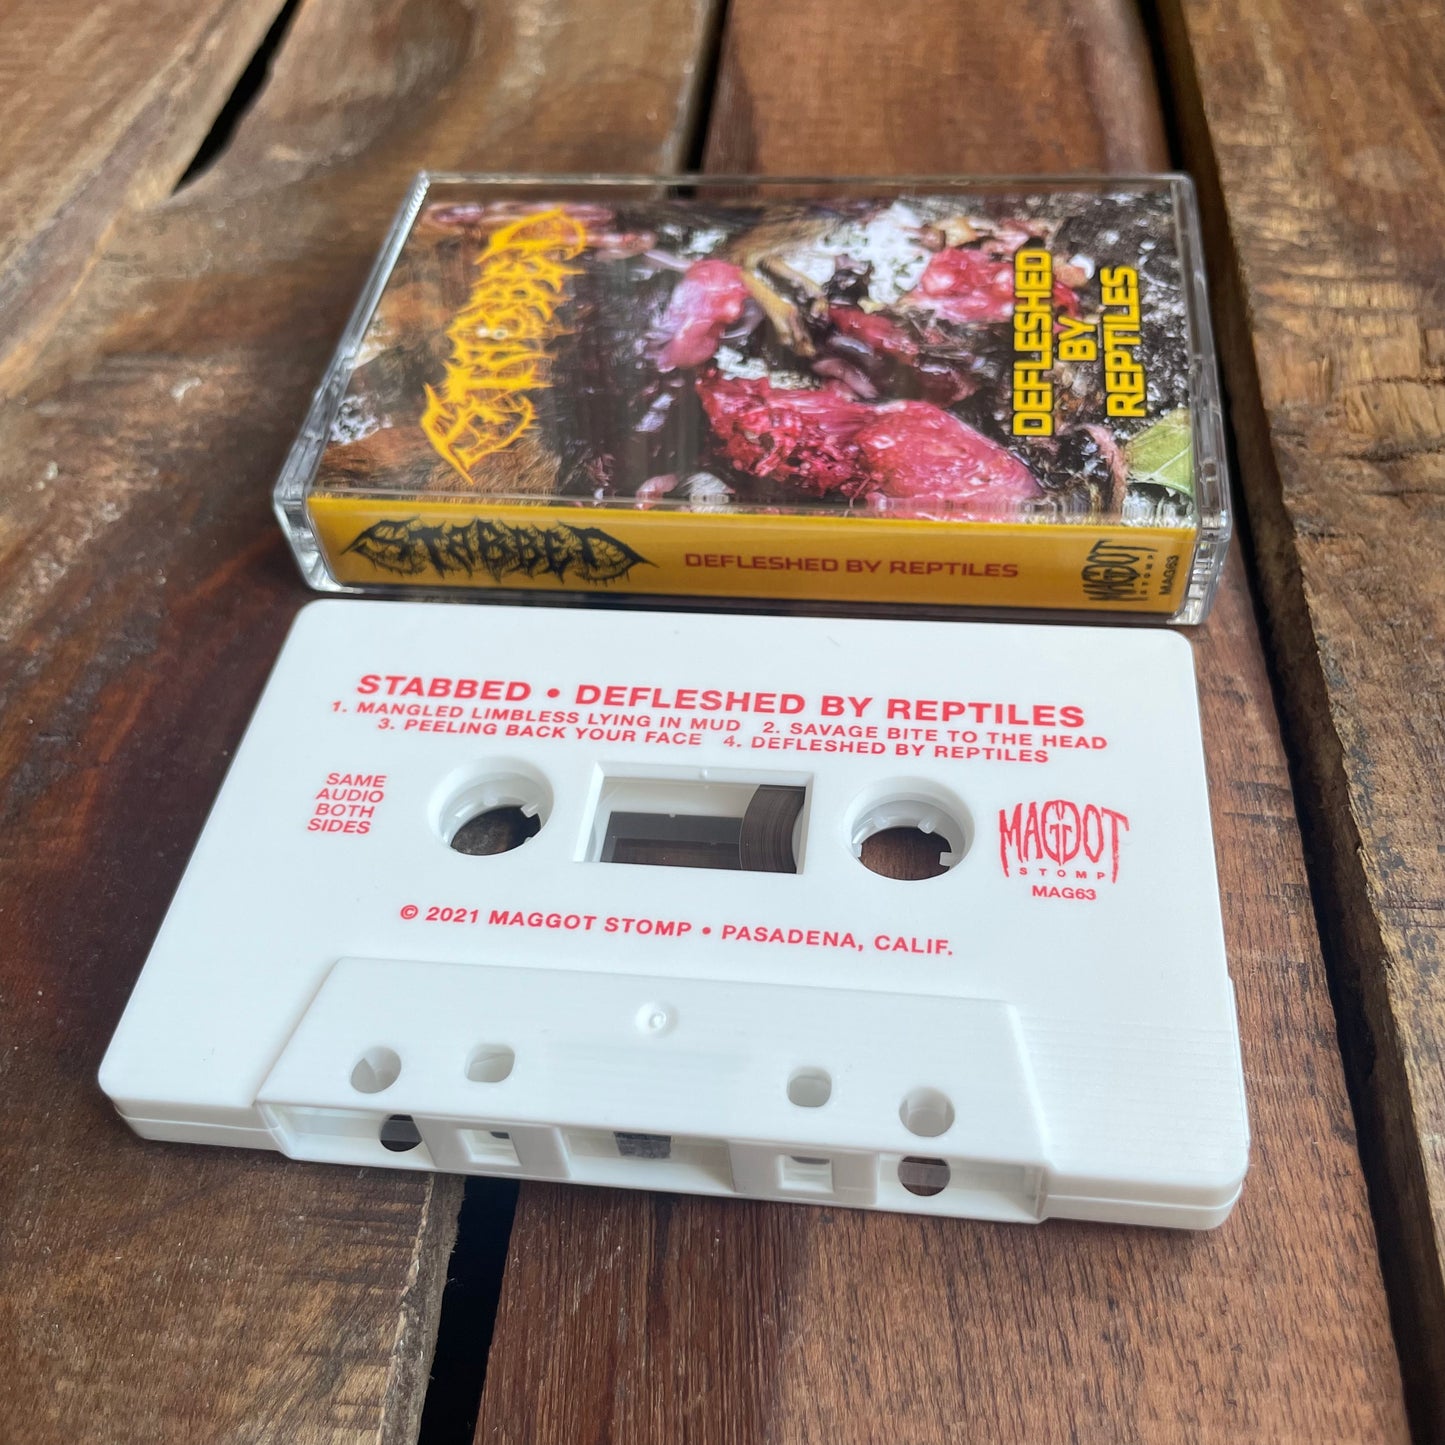 STABBED
DEFLESHED
BY
REPTILES
STABBED
DEFLESHED BY REPTILES
MAGGOT
STOMP
MAG63
STABBED • DEFLESHED BY REPTILES
1. MANGLED LIMBLESS LYING IN MUD 2. SAVAGE BITE TO THE HEAD
3. PEELING BACK YOUR FACE 4. DEFLESHED BY REPTILES
SAME
AUDIO
BOTH
SIDES
MAGGOT
STOMP
MAG63
© 2021 MAGGOT STOMP • PASADENA, CALIF.